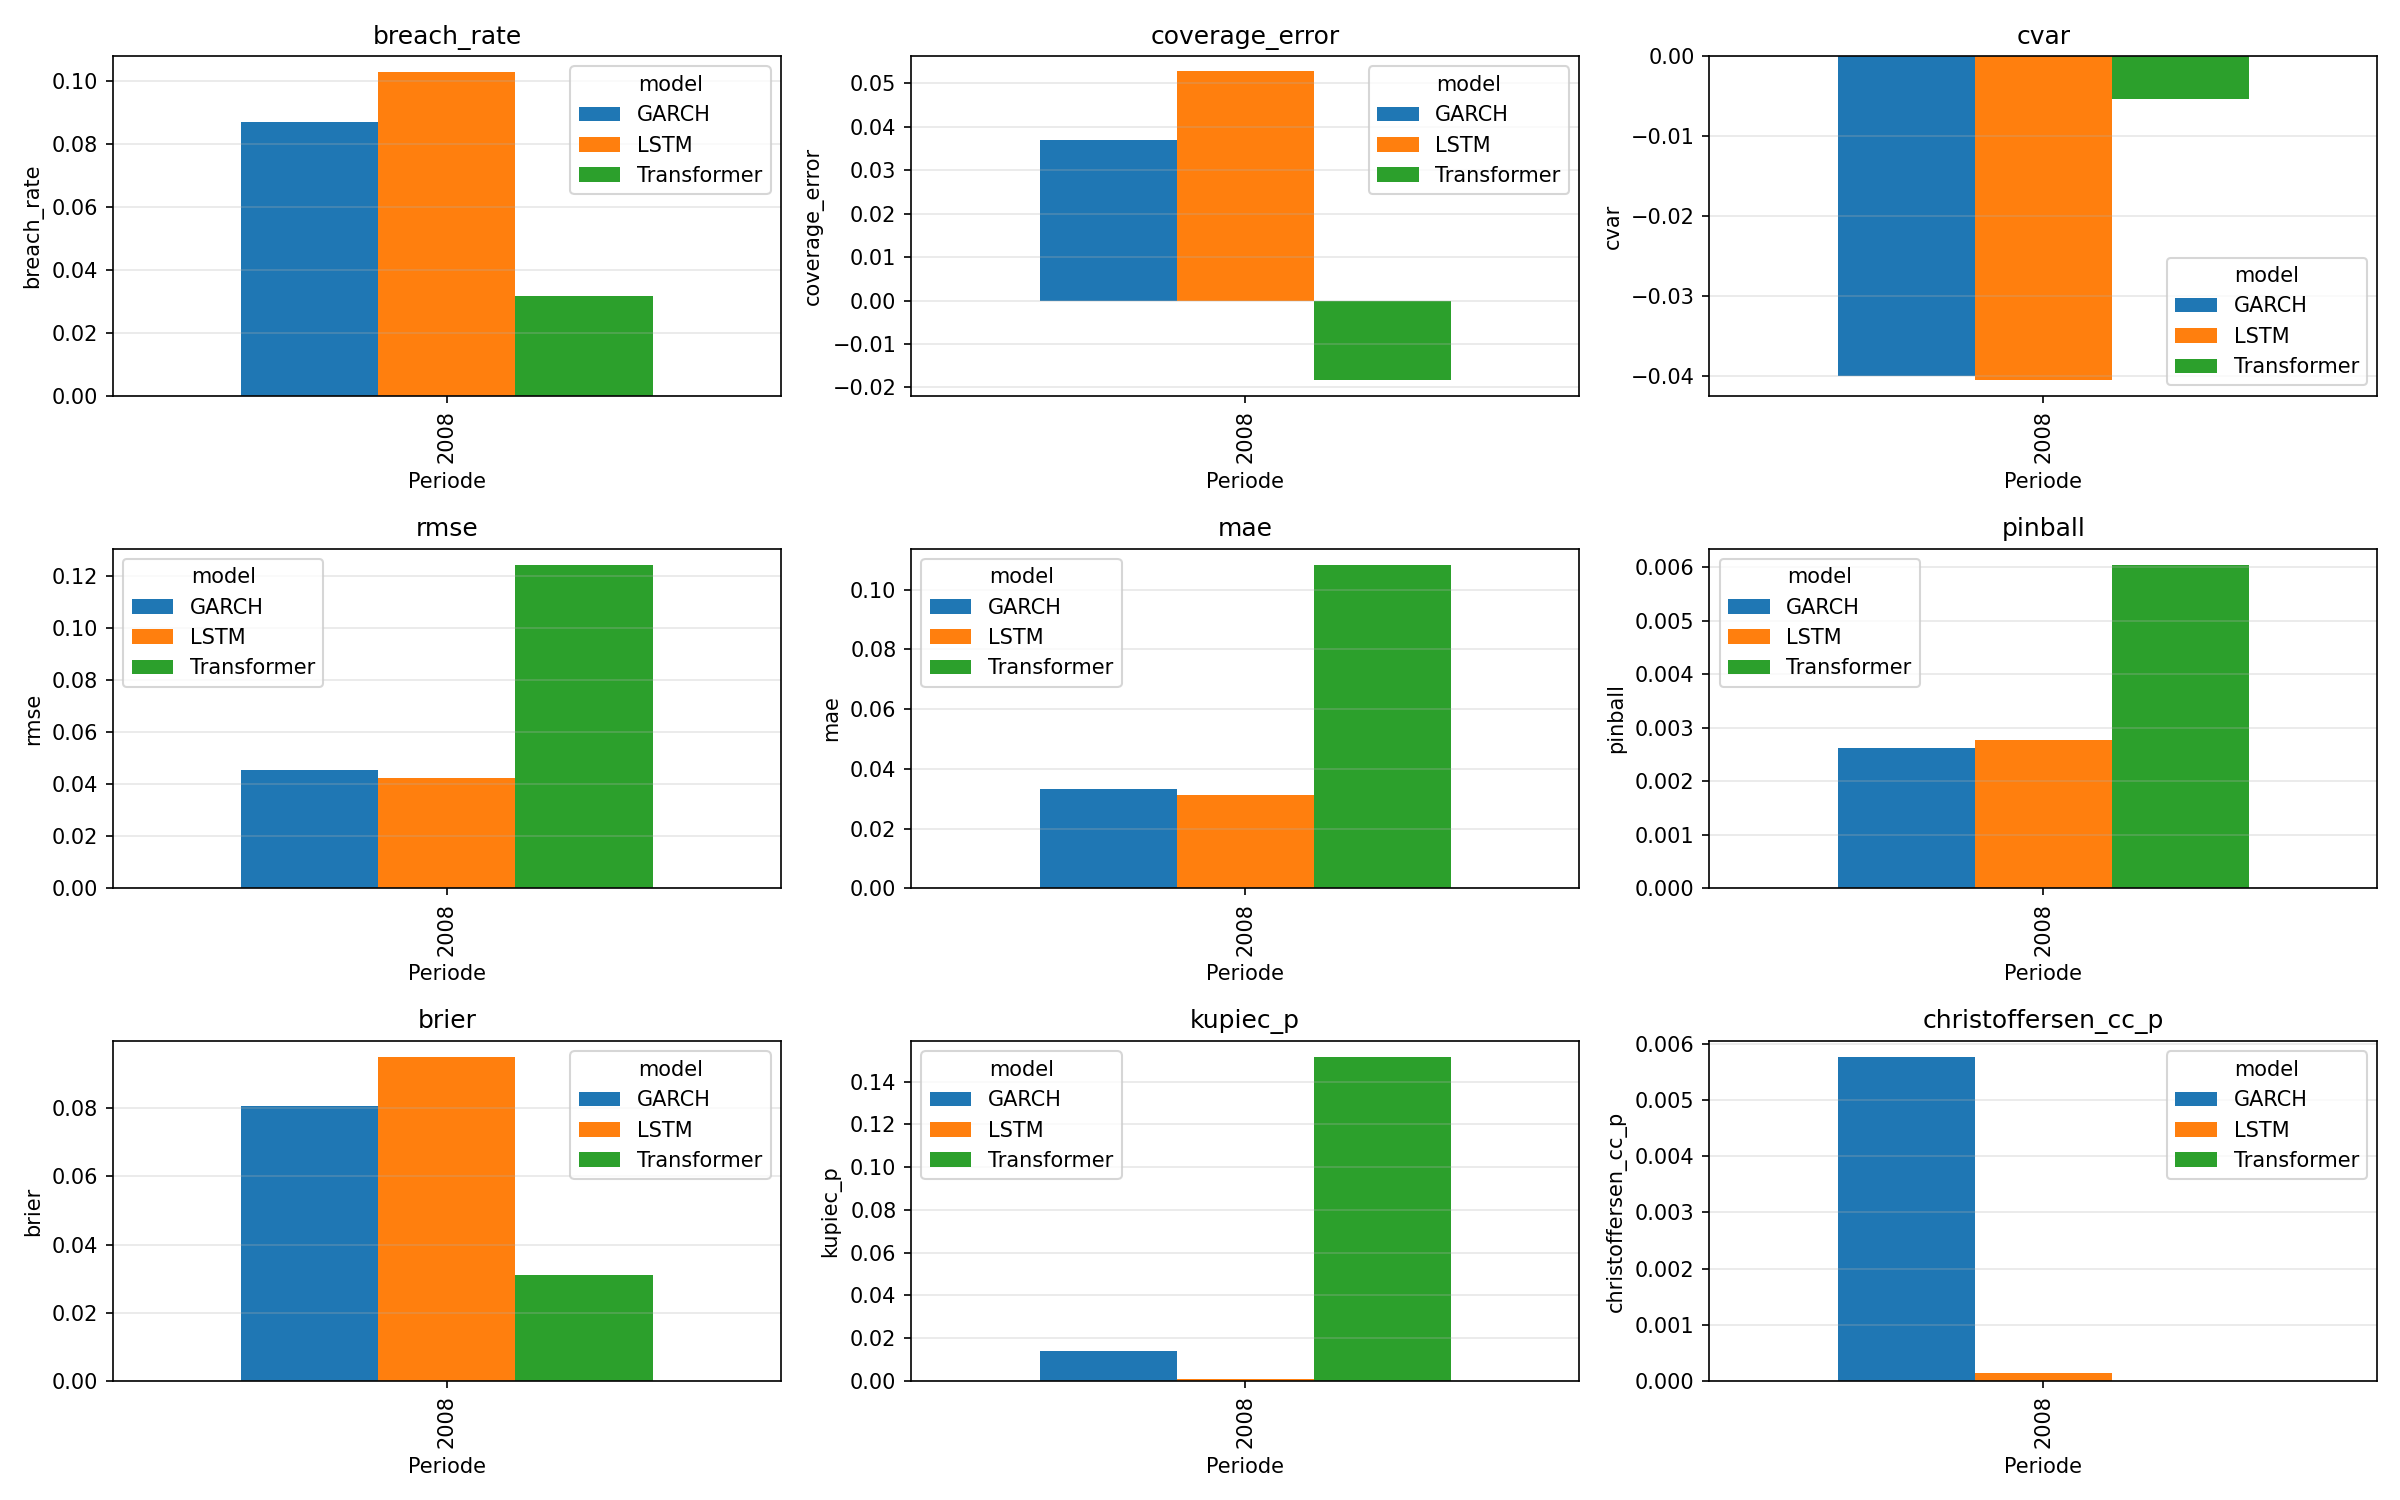 breach_rate
breach_rate
0.10
0.08
0.06
0.04
0.02
0.00
model
GARCH
LSTM
Transformer
2008
Periode
coverage_error
coverage_error
0.05
0.04
0.03
0.02
0.01
0.00
−0.01
−0.02
model
GARCH
LSTM
Transformer
2008
Periode
cvar
cvar
0.00
−0.01
−0.02
−0.03
−0.04
model
GARCH
LSTM
Transformer
2008
Periode
rmse
rmse
0.12
0.10
0.08
0.06
0.04
0.02
0.00
model
GARCH
LSTM
Transformer
2008
Periode
mae
mae
0.10
0.08
0.06
0.04
0.02
0.00
model
GARCH
LSTM
Transformer
2008
Periode
pinball
pinball
0.006
0.005
0.004
0.003
0.002
0.001
0.000
model
GARCH
LSTM
Transformer
2008
Periode
brier
brier
0.08
0.06
0.04
0.02
0.00
model
GARCH
LSTM
Transformer
2008
Periode
kupiec_p
kupiec_p
0.14
0.12
0.10
0.08
0.06
0.04
0.02
0.00
model
GARCH
LSTM
Transformer
2008
Periode
christoffersen_cc_p
christoffersen_cc_p
0.006
0.005
0.004
0.003
0.002
0.001
0.000
model
GARCH
LSTM
Transformer
2008
Periode